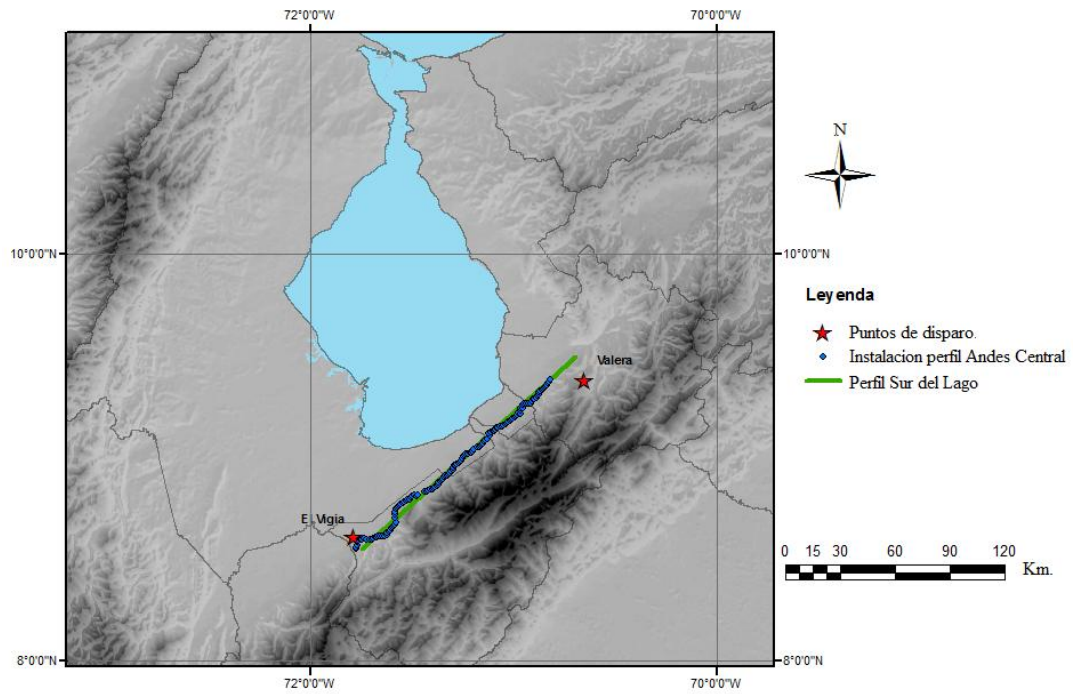 72°0'0"W 70°0'0"W
N
10°0'0"N 10°0'0"N
Leyenda
Puntos de disparo.
Instalacion perfil Andes Central
Perfil Sur del Lago
Valera
El Vigia
0 15 30 60 90 120
Km.
8°0'0"N 8°0'0"N
72°0'0"W 70°0'0"W